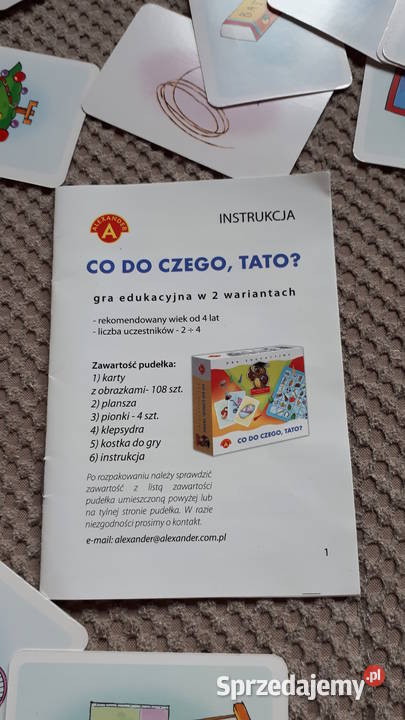 BAT
ALEXANDER
A
INSTRUKCJA
CO DO CZEGO, TATO?
gra edukacyjna w 2 wariantach
- rekomendowany wiek od 4 lat
- liczba uczestników - 2 ÷ 4
Zawartość pudełka:
1) karty
z obrazkami- 108 szt.
2) plansza
3) pionki - 4 szt.
4) klepsydra
5) kostka do gry
6) instrukcja
GRA EDUKACYJNA
A
CO DO CZEGO, TATO?
Po rozpakowaniu należy sprawdzić
zawartość z listą zawartości
pudełka umieszczoną powyżej lub
na tylnej stronie pudełka. W razie
niezgodności prosimy o kontakt.
e-mail: alexander@alexander.com.pl
1
Sprzedajemy.pl